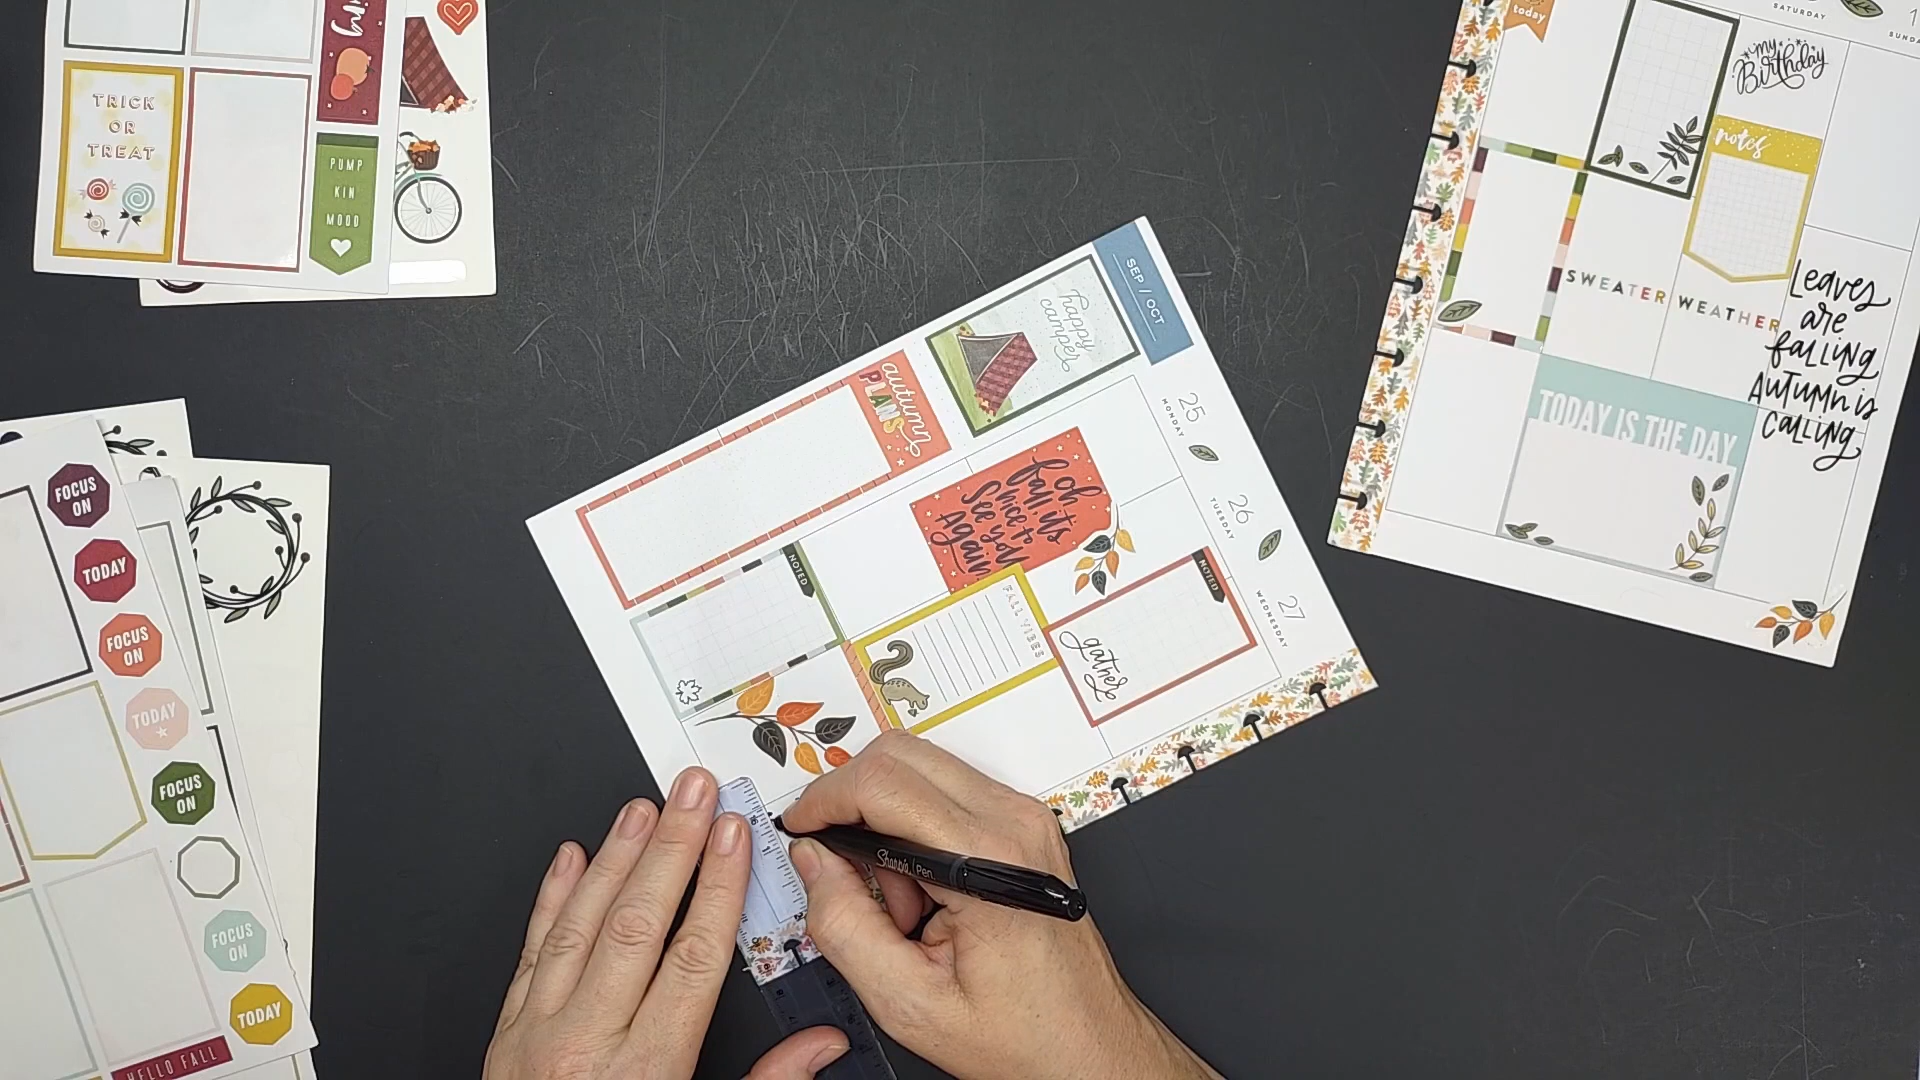 ing
TRICK
OR
TREAT
PUMP
KIN
MOOD
FOCUS
ON
TODAY
FOCUS
ON
TODAY
FOCUS
ON
FOCUS
ON
TODAY
HELLO FALL
SEP / OCT
happy
camper
autumn
PLANS
25
MONDAY
oh
fall it's
nice to
See you
Again.
26
TUESDAY
NOTED
NOTED
FALL VIBES
gather
27
WEDNESDAY
Sharpie Pen.
today
SATURDAY
my
Birthday
notes
SWEATER WEATHER
Leaves
are
falling
Autumn is
calling
TODAY IS THE DAY